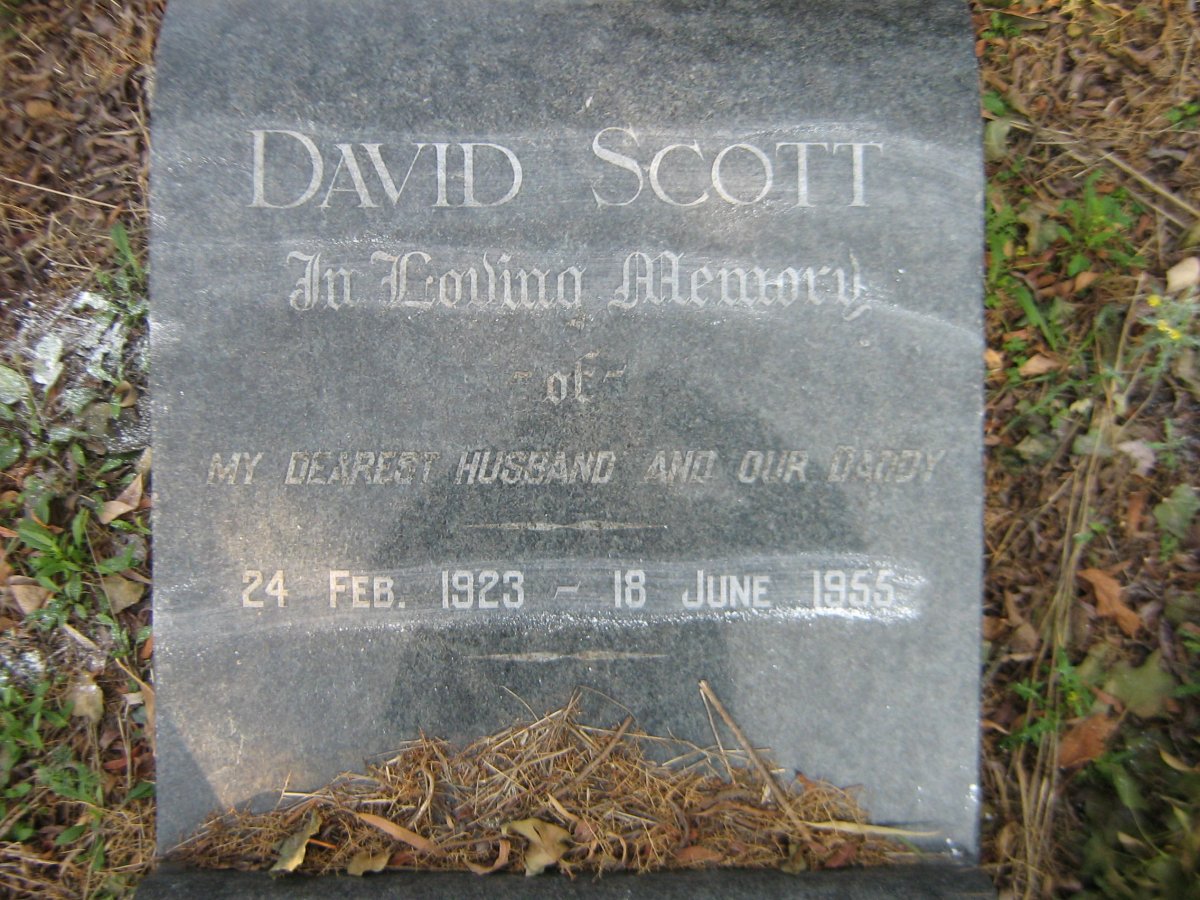 DAVID SCOTT
In Loving Memory
~ of ~
MY DEAREST HUSBAND AND OUR DADDY
24 FEB. 1923 ~ 18 JUNE 1955